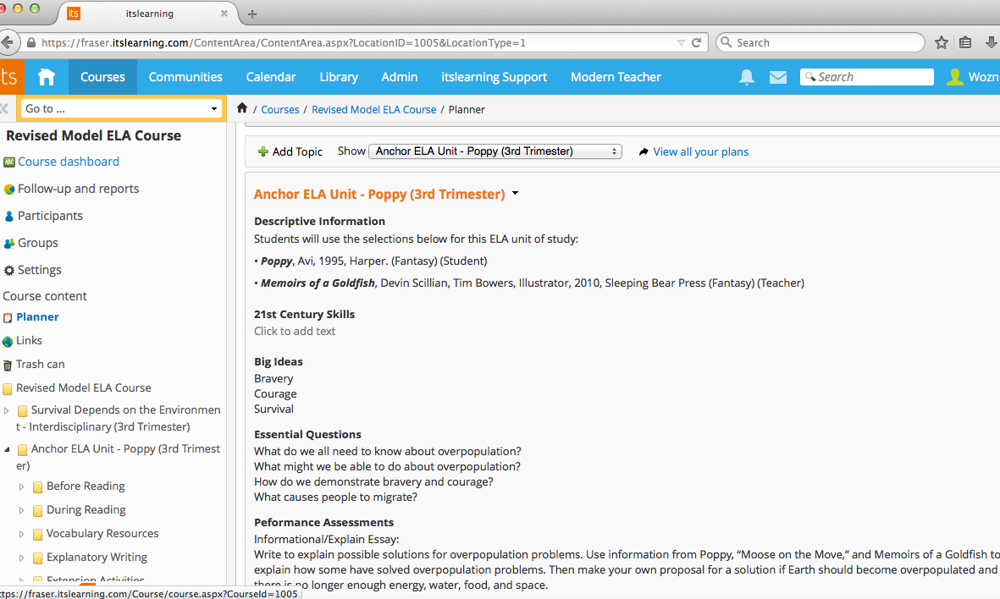 its itslearning
https://fraser.itslearning.com/ContentArea/ContentArea.aspx?LocationID=1005&LocationType=1 Search
ts Courses Communities Calendar Library Admin itslearning Support Modern Teacher Search Wozn
Go to ... / Courses / Revised Model ELA Course / Planner
Revised Model ELA Course
Course dashboard
Follow-up and reports
Participants
Groups
Settings
Course content
Planner
Links
Trash can
Revised Model ELA Course
Survival Depends on the Environmen
t - Interdisciplinary (3rd Trimester)
Anchor ELA Unit - Poppy (3rd Trimest
er)
Before Reading
During Reading
Vocabulary Resources
Explanatory Writing
Extension Activities
ttps://fraser.itslearning.com/Course/course.aspx?CourseId=1005
Add Topic Show Anchor ELA Unit - Poppy (3rd Trimester) View all your plans
Anchor ELA Unit - Poppy (3rd Trimester)
Descriptive Information
Students will use the selections below for this ELA unit of study:
• Poppy, Avi, 1995, Harper. (Fantasy) (Student)
• Memoirs of a Goldfish, Devin Scillian, Tim Bowers, Illustrator, 2010, Sleeping Bear Press (Fantasy) (Teacher)
21st Century Skills
Click to add text
Big Ideas
Bravery
Courage
Survival
Essential Questions
What do we all need to know about overpopulation?
What might we be able to do about overpopulation?
How do we demonstrate bravery and courage?
What causes people to migrate?
Peformance Assessments
Informational/Explain Essay:
Write to explain possible solutions for overpopulation problems. Use information from Poppy, “Moose on the Move,” and Memoirs of a Goldfish to
explain how some have solved overpopulation problems. Then make your own proposal for a solution if Earth should become overpopulated and
there is no longer enough energy, water, food, and space.